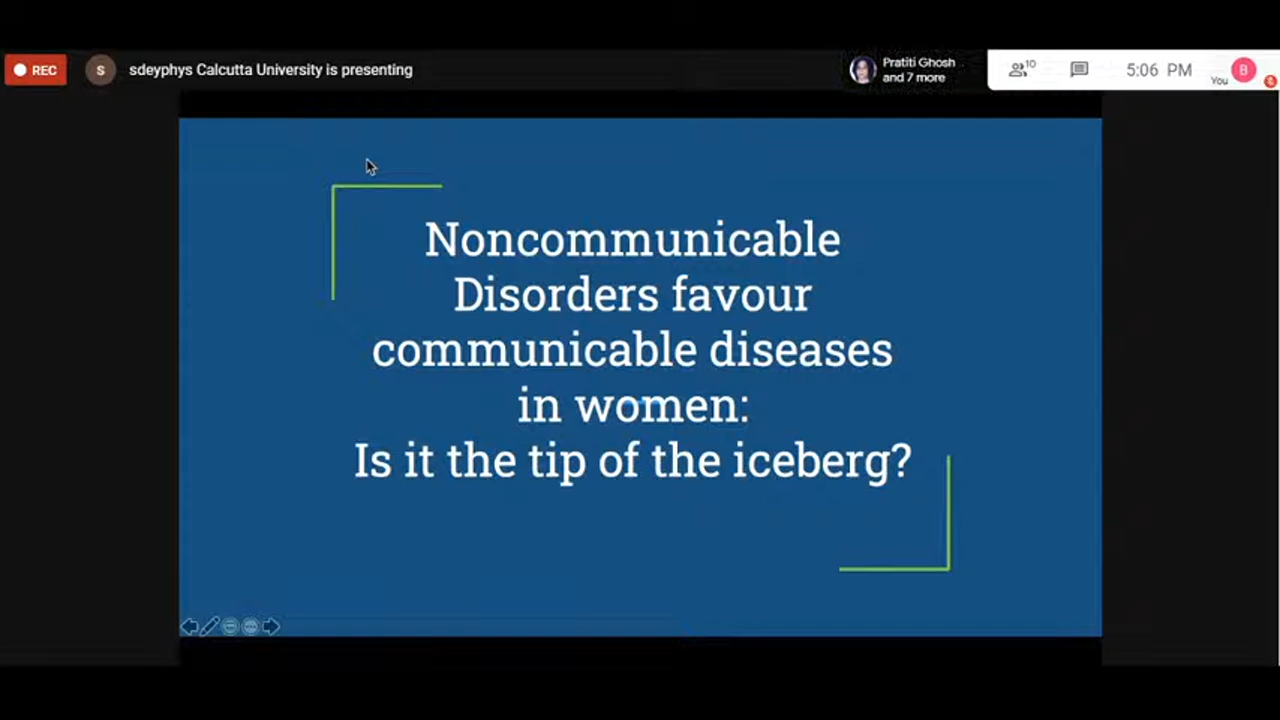 REC
S
sdeyphys Calcutta University is presenting
Pratiti Ghosh
and 7 more
10
5:06 PM
You
B
Noncommunicable
Disorders favour
communicable diseases
in women:
Is it the tip of the iceberg?